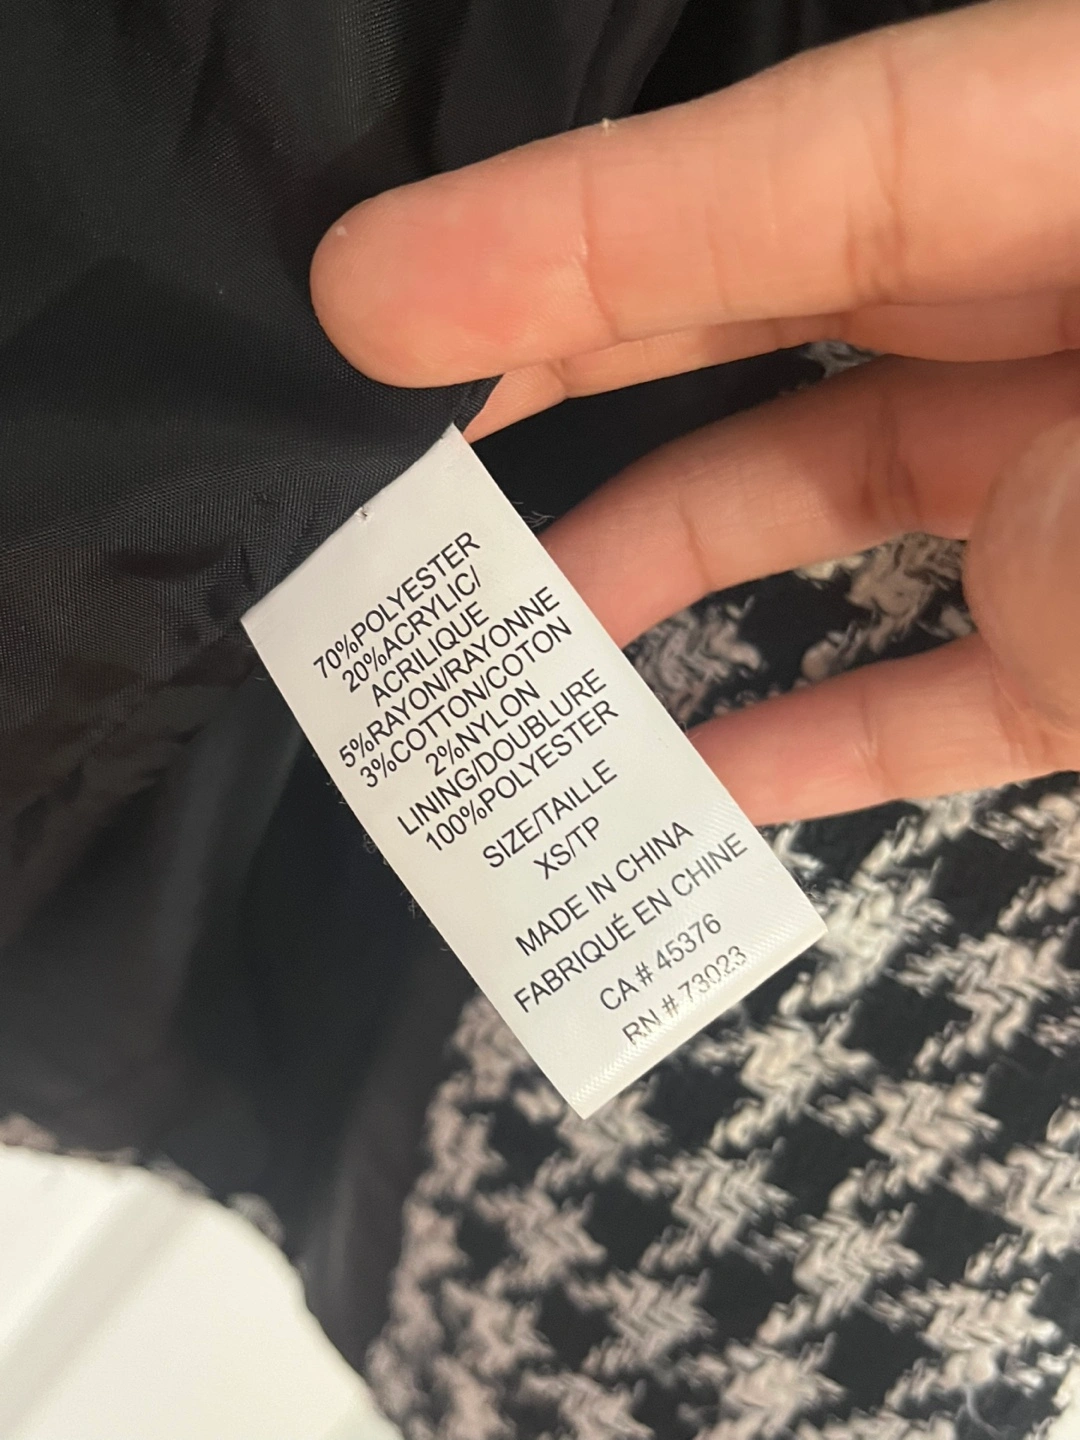 70%POLYESTER
20%ACRYLIC/
ACRILIQUE
5%RAYON/RAYONNE
3%COTTON/COTON
2%NYLON
LINING/DOUBLURE
100%POLYESTER
SIZE/TAILLE
XS/TP
MADE IN CHINA
FABRIQUÉ EN CHINE
CA # 45376
RN # 73023